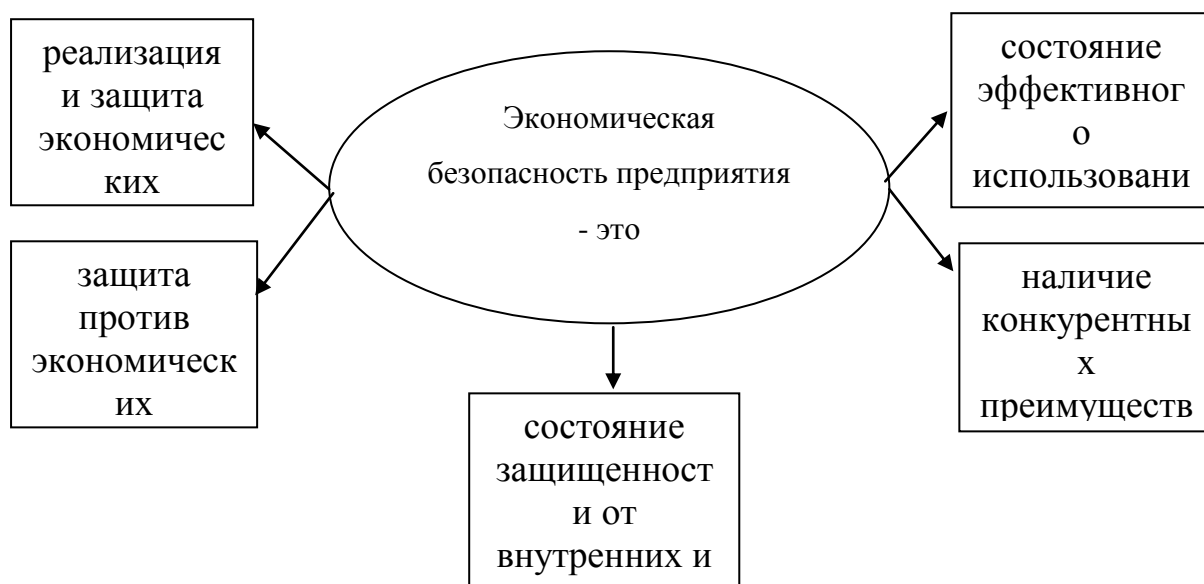 реализация
и защита
экономичес
ких
Экономическая
безопасность предприятия
- это
состояние
эффективног
о
использовани
защита
против
экономическ
их
наличие
конкурентны
х
преимуществ
состояние
защищенност
и от
внутренних и